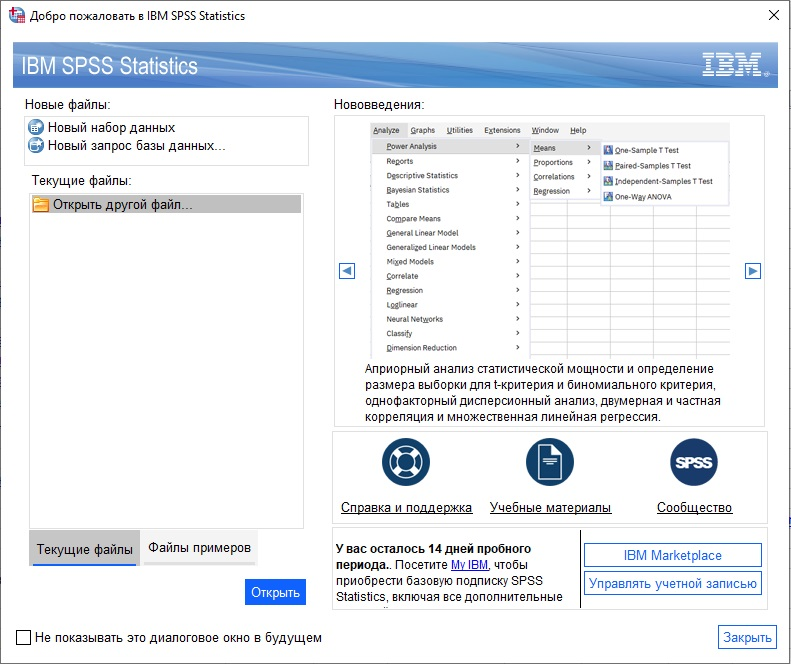 Добро пожаловать в IBM SPSS Statistics
IBM SPSS Statistics
IBM
Новые файлы:
Новый набор данных
Новый запрос базы данных...
Текущие файлы:
Открыть другой файл...
Текущие файлы
Файлы примеров
Открыть
Нововведения:
Analyze Graphs Utilities Extensions Window Help
Power Analysis
Reports
Descriptive Statistics
Bayesian Statistics
Tables
Compare Means
General Linear Model
Generalized Linear Models
Mixed Models
Correlate
Regression
Loglinear
Neural Networks
Classify
Dimension Reduction
Means
Proportions
Correlations
Regression
One-Sample T Test
Paired-Samples T Test
Independent-Samples T Test
One-Way ANOVA
Априорный анализ статистической мощности и определение
размера выборки для t-критерия и биномиального критерия,
однофакторный дисперсионный анализ, двумерная и частная
корреляция и множественная линейная регрессия.
SPSS
Справка и поддержка
Учебные материалы
Сообщество
У вас осталось 14 дней пробного
периода.. Посетите My IBM, чтобы
приобрести базовую подписку SPSS
Statistics, включая все дополнительные
IBM Marketplace
Управлять учетной записью
Не показывать это диалоговое окно в будущем
Закрыть